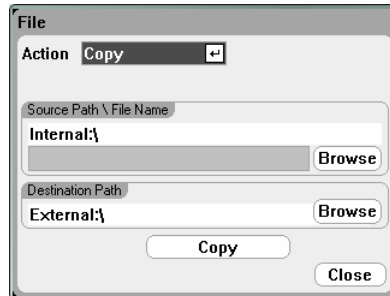 File
Action Copy
Source Path \ File Name
Internal:\
Browse
Destination Path
External:\ Browse
Copy
Close